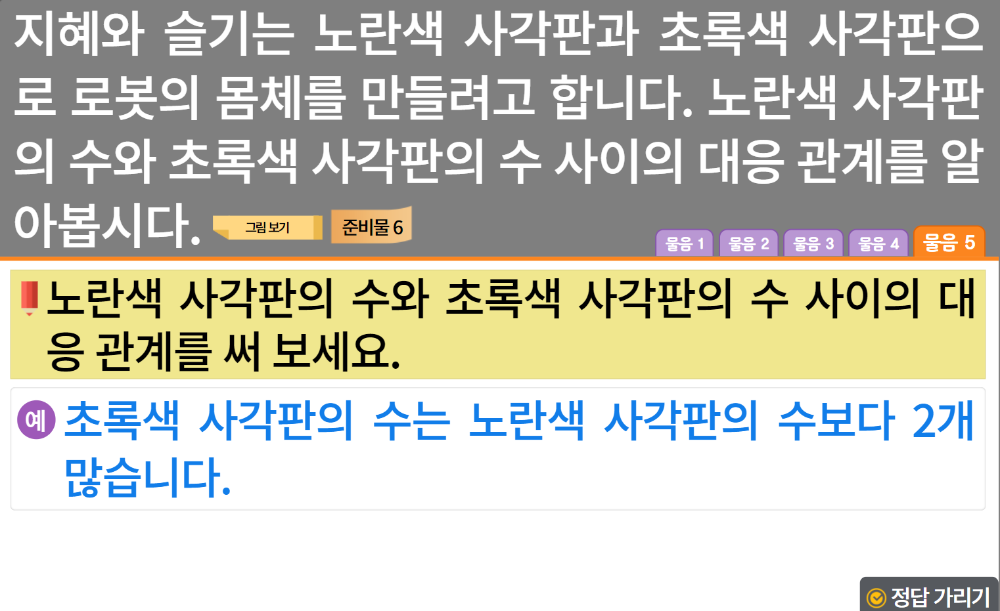 지혜와 슬기는 노란색 사각판과 초록색 사각판으
로 로봇의 몸체를 만들려고 합니다. 노란색 사각판
의 수와 초록색 사각판의 수 사이의 대응 관계를 알
아봅시다. 그림 보기 준비물 6
물음 1 물음 2 물음 3 물음 4 물음 5
노란색 사각판의 수와 초록색 사각판의 수 사이의 대
응 관계를 써 보세요.
예 초록색 사각판의 수는 노란색 사각판의 수보다 2개
많습니다.
정답 가리기